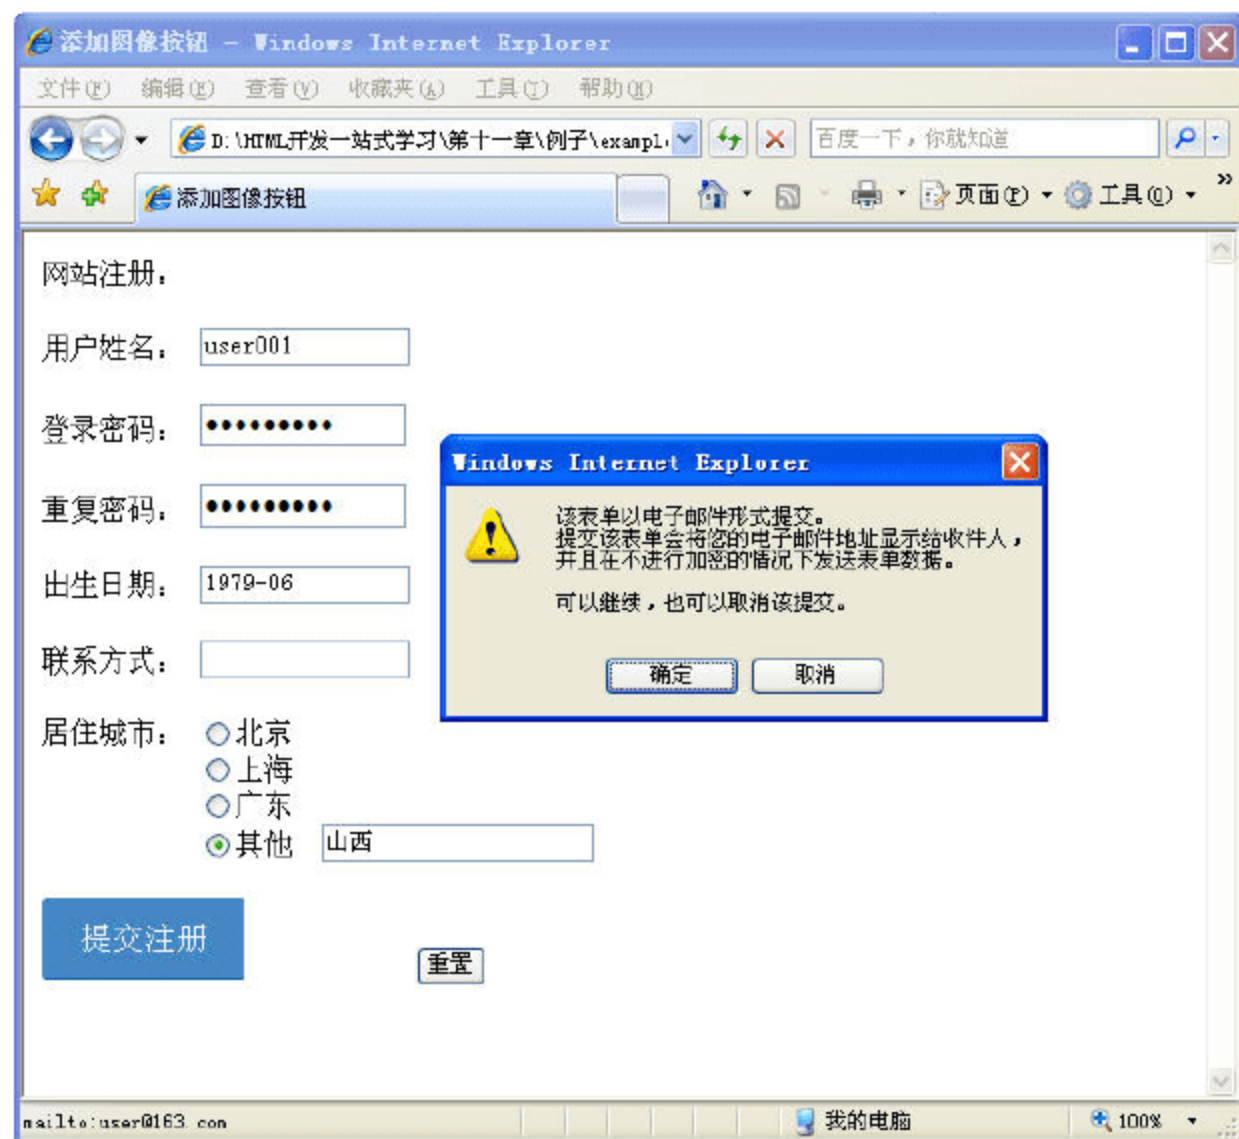 添加图像按钮 - Windows Internet Explorer
文件(F) 编辑(E) 查看(V) 收藏夹(A) 工具(T) 帮助(H)
D:\HTML开发一站式学习\第十一章\例子\exampl
百度一下，你就知道
添加图像按钮
页面(P) 工具(O) »
网站注册：
用户姓名： user001
登录密码： •••••••••
重复密码： •••••••••
出生日期： 1979-06
联系方式：
居住城市： 北京
上海
广东
其他 山西
提交注册
重置
Windows Internet Explorer
该表单以电子邮件形式提交。
提交该表单会将您的电子邮件地址显示给收件人，
并且在不进行加密的情况下发送表单数据。
可以继续，也可以取消该提交。
确定 取消
mailto:user@163.com 我的电脑 100%